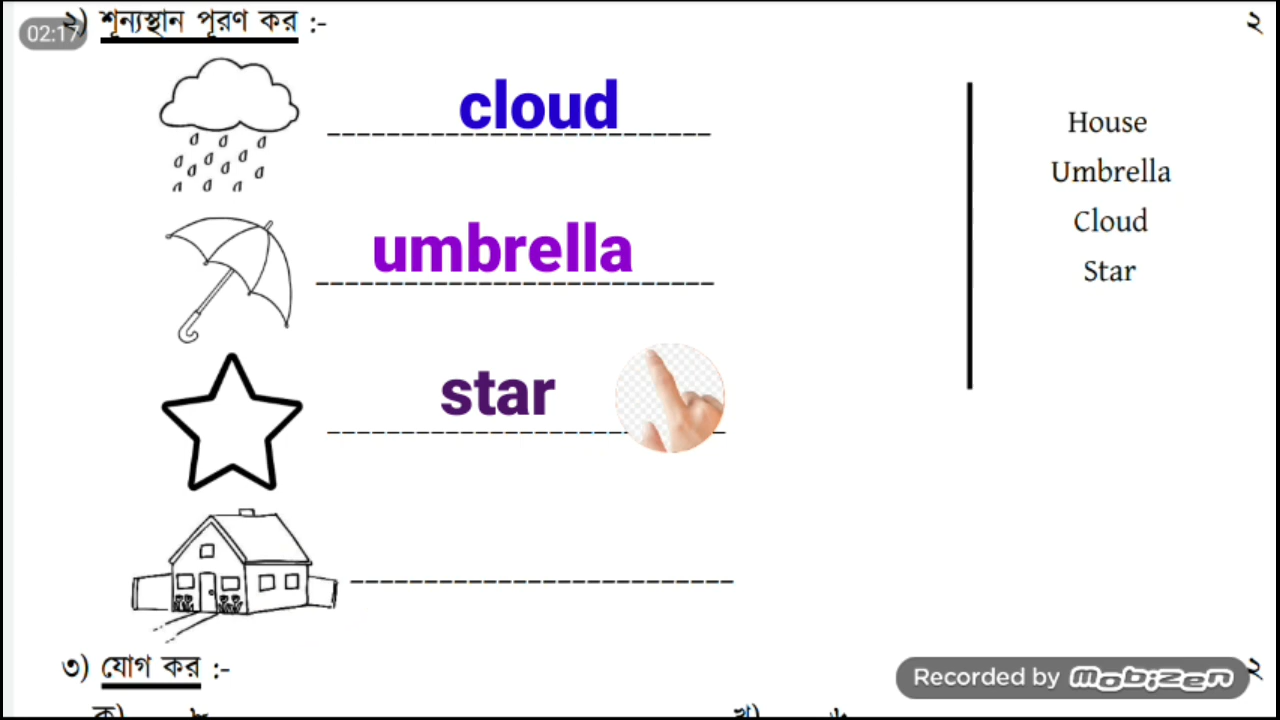 ২) শূন্যস্থান পূরণ কর :- ২
02:17
cloud
umbrella
star
House
Umbrella
Cloud
Star
৩) যোগ কর :- ২
Recorded by Mobizen